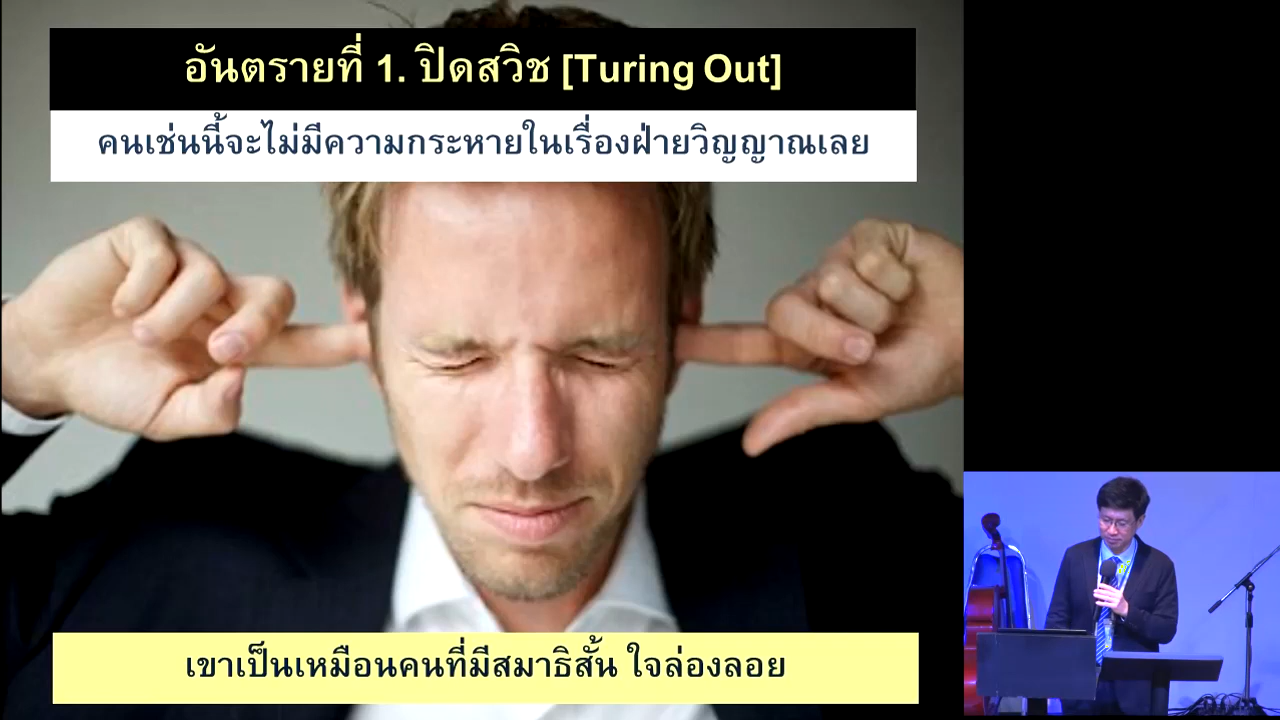 อันตรายที่ 1. ปิดสวิช [Turing Out]
คนเช่นนี้จะไม่มีความกระหายในเรื่องฝ่ายวิญญาณเลย
เขาเป็นเหมือนคนที่มีสมาธิสั้น ใจล่องลอย